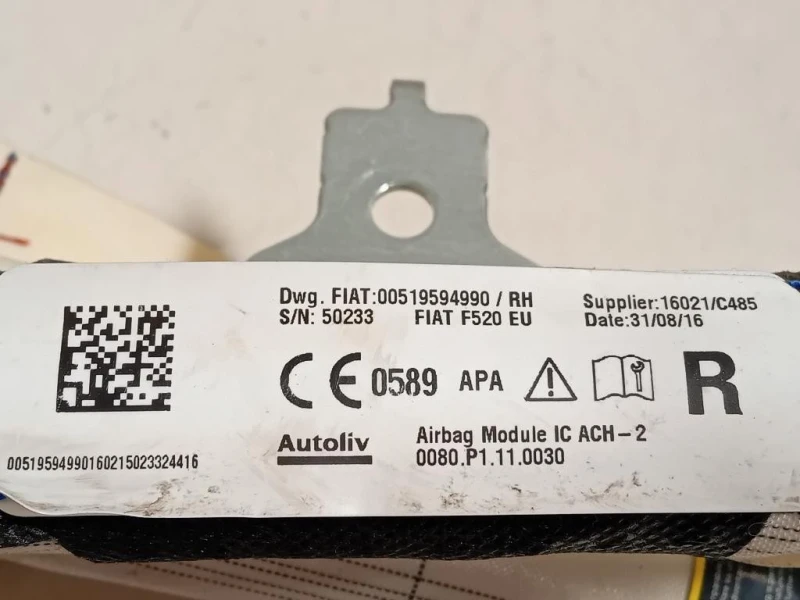 Dwg. FIAT:00519594990 / RH
S/N: 50233 FIAT F520 EU
Supplier:16021/C485
Date:31/08/16
CE 0589 APA
R
Autoliv
Airbag Module IC ACH-2
0080.P1.11.0030
00519594990160215023324416